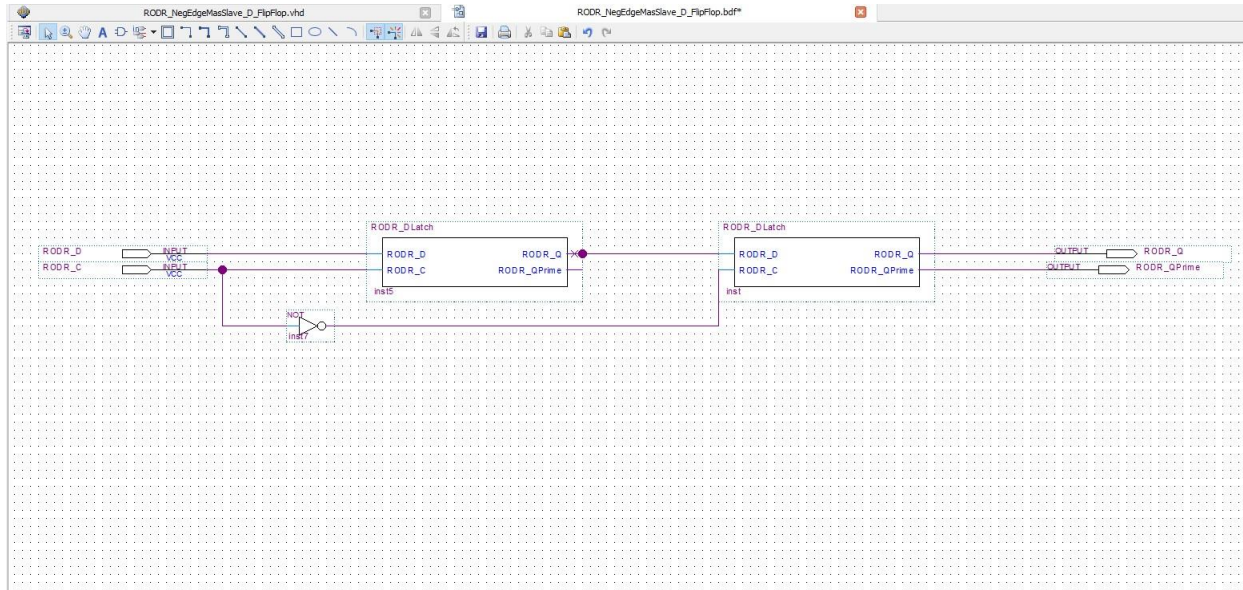 RODR_NegEdgeMasSlave_D_FlipFlop.vhd
RODR_NegEdgeMasSlave_D_FlipFlop.bdf*
A
RODR_DLatch
RODR_DLatch
RODR_D
INPUT
VCC
RODR_C
INPUT
VCC
RODR_D
RODR_Q
RODR_C
RODR_QPrime
inst5
RODR_D
RODR_Q
RODR_C
RODR_QPrime
inst
OUTPUT
RODR_Q
OUTPUT
RODR_QPrime
NOT
inst7